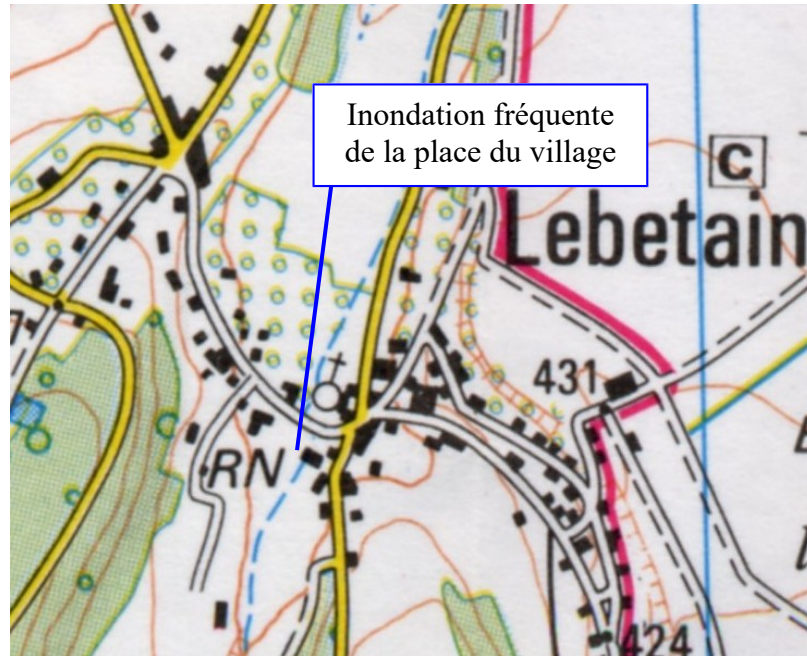 Inondation fréquente
de la place du village
C
Lebetain
431
RN
424